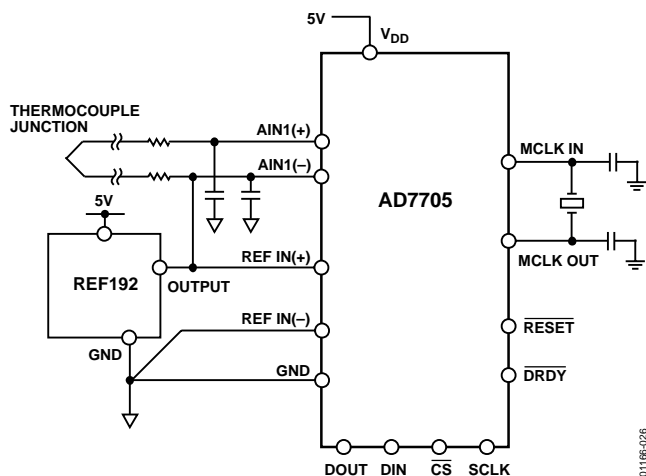 5V
VDD
THERMOCOUPLE
JUNCTION
AIN1(+)
AIN1(–)
MCLK IN
AD7705
5V
REF192
OUTPUT
REF IN(+)
MCLK OUT
REF IN(–)
GND
GND
RESET
DRDY
DOUT
DIN
CS
SCLK
01166-026